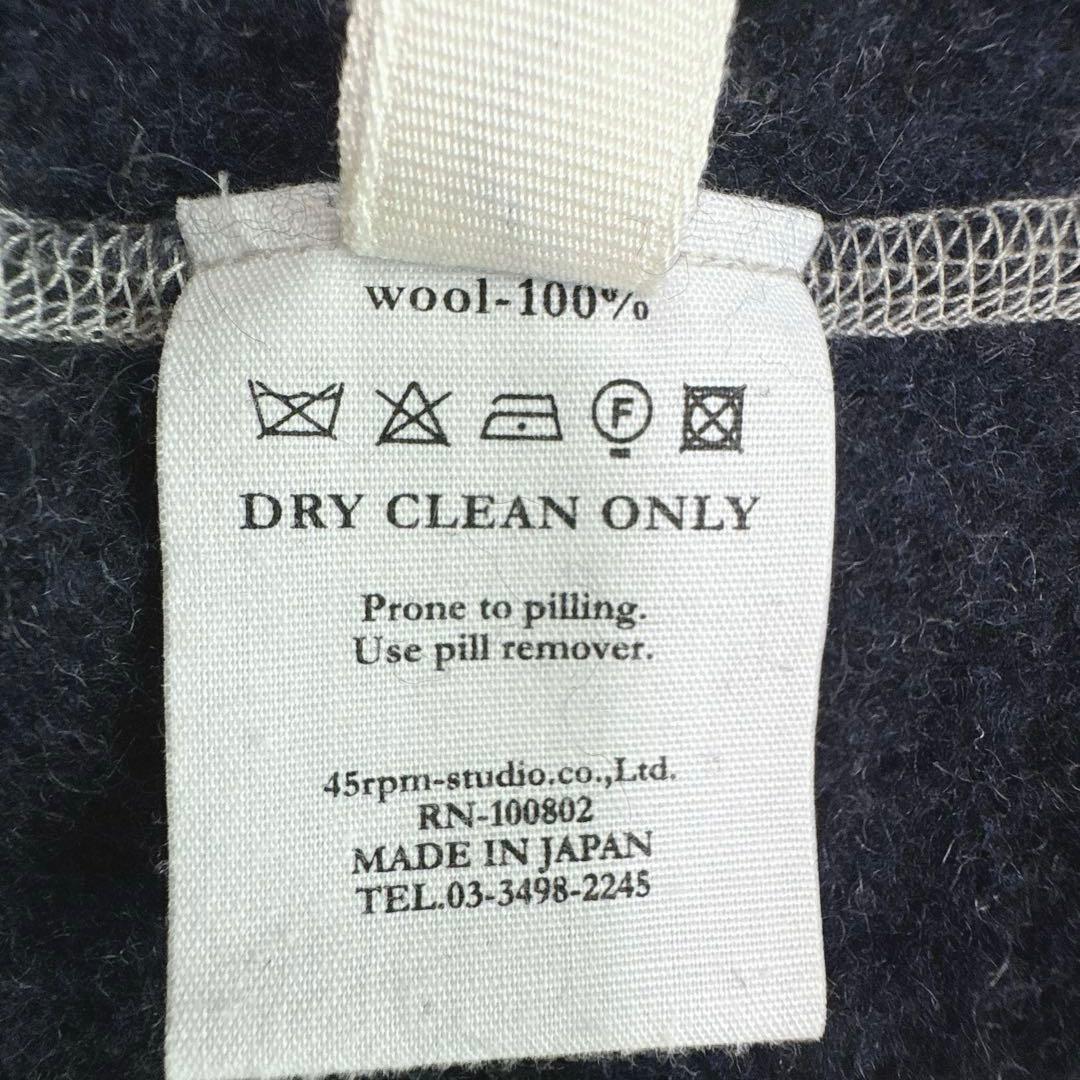 wool-100%
F
DRY CLEAN ONLY
Prone to pilling.
Use pill remover.
45rpm-studio.co.,Ltd.
RN-100802
MADE IN JAPAN
TEL.03-3498-2245